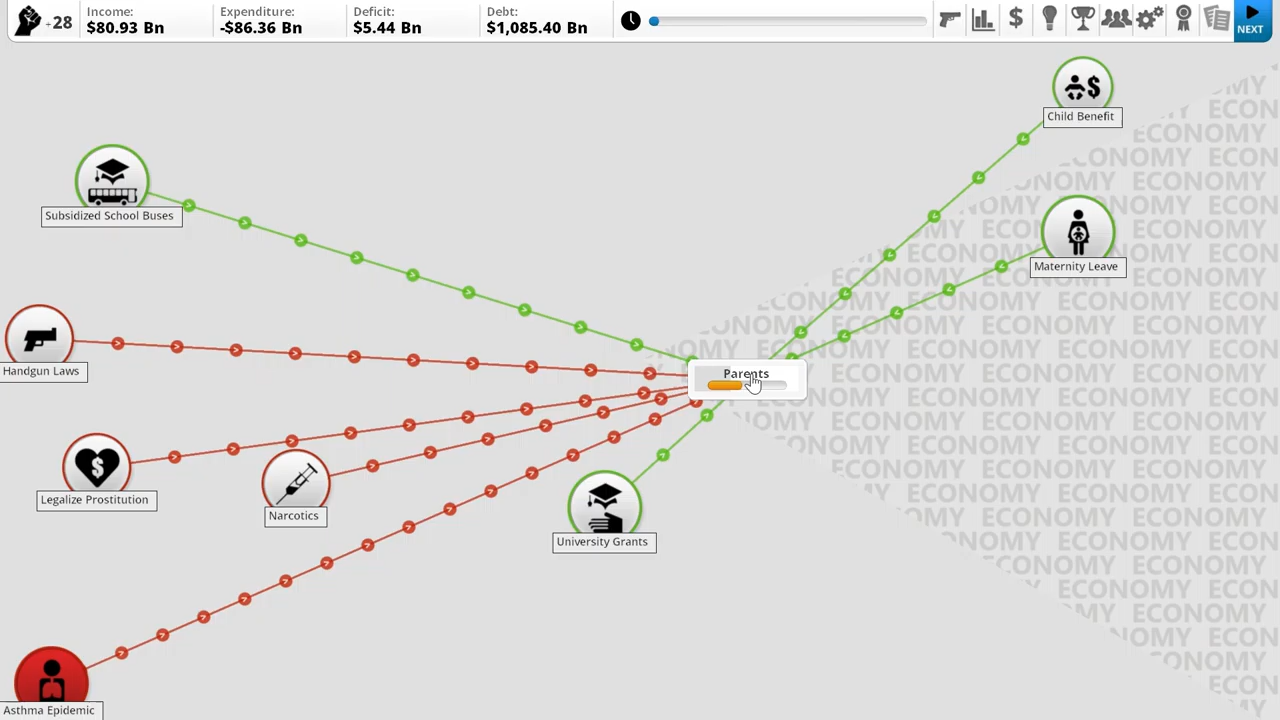 +28
Income:
$80.93 Bn
Expenditure:
-$86.36 Bn
Deficit:
$5.44 Bn
Debt:
$1,085.40 Bn
NEXT
Child Benefit
Subsidized School Buses
Maternity Leave
Handgun Laws
Parents
Legalize Prostitution
Narcotics
University Grants
Asthma Epidemic
ECONOMY ECONOMY ECONOMY